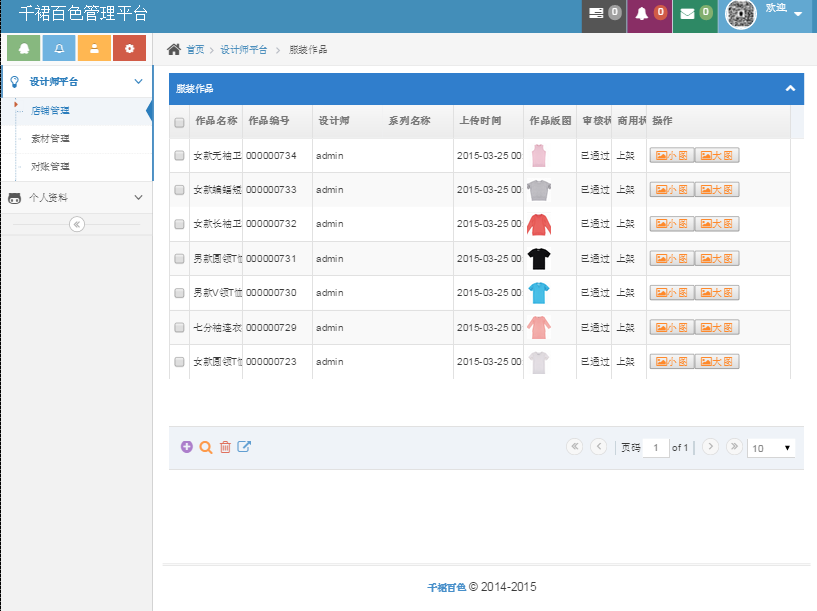 千裙百色管理平台
0
0
0
欢迎
首页 > 设计师平台 > 服装作品
设计师平台
店铺管理
素材管理
对账管理
个人资料
服装作品
作品名称 作品编号 设计师 系列名称 上传时间 作品版图 审核状 商用状 操作
女款无袖卫 000000734 admin 2015-03-25 00 已通过 上架 小图 大图
女款蝙蝠短 000000733 admin 2015-03-25 00 已通过 上架 小图 大图
女款长袖卫 000000732 admin 2015-03-25 00 已通过 上架 小图 大图
男款圆领T恤 000000731 admin 2015-03-25 00 已通过 上架 小图 大图
男款V领T恤 000000730 admin 2015-03-25 00 已通过 上架 小图 大图
七分袖连衣 000000729 admin 2015-03-25 00 已通过 上架 小图 大图
女款圆领T恤 000000723 admin 2015-03-25 00 已通过 上架 小图 大图
页码 1 of 1 10
千裙百色 © 2014-2015